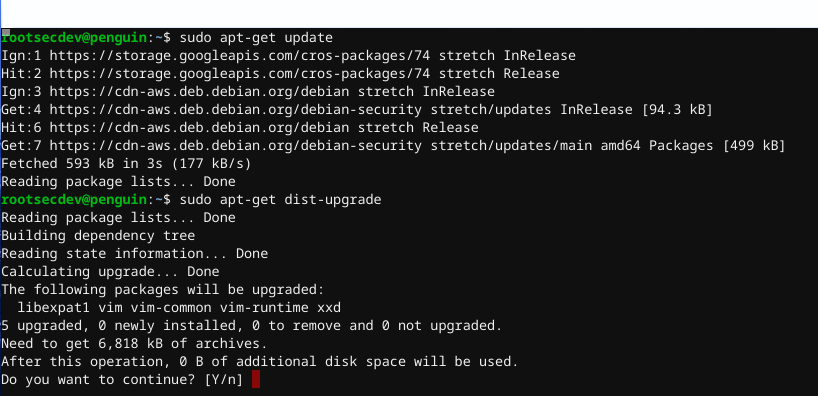 rootsecdev@penguin:~$ sudo apt-get update
Ign:1 https://storage.googleapis.com/cros-packages/74 stretch InRelease
Hit:2 https://storage.googleapis.com/cros-packages/74 stretch Release
Ign:3 https://cdn-aws.deb.debian.org/debian stretch InRelease
Get:4 https://cdn-aws.deb.debian.org/debian-security stretch/updates InRelease [94.3 kB]
Hit:6 https://cdn-aws.deb.debian.org/debian stretch Release
Get:7 https://cdn-aws.deb.debian.org/debian-security stretch/updates/main amd64 Packages [499 kB]
Fetched 593 kB in 3s (177 kB/s)
Reading package lists... Done
rootsecdev@penguin:~$ sudo apt-get dist-upgrade
Reading package lists... Done
Building dependency tree
Reading state information... Done
Calculating upgrade... Done
The following packages will be upgraded:
  libexpat1 vim vim-common vim-runtime xxd
5 upgraded, 0 newly installed, 0 to remove and 0 not upgraded.
Need to get 6,818 kB of archives.
After this operation, 0 B of additional disk space will be used.
Do you want to continue? [Y/n]